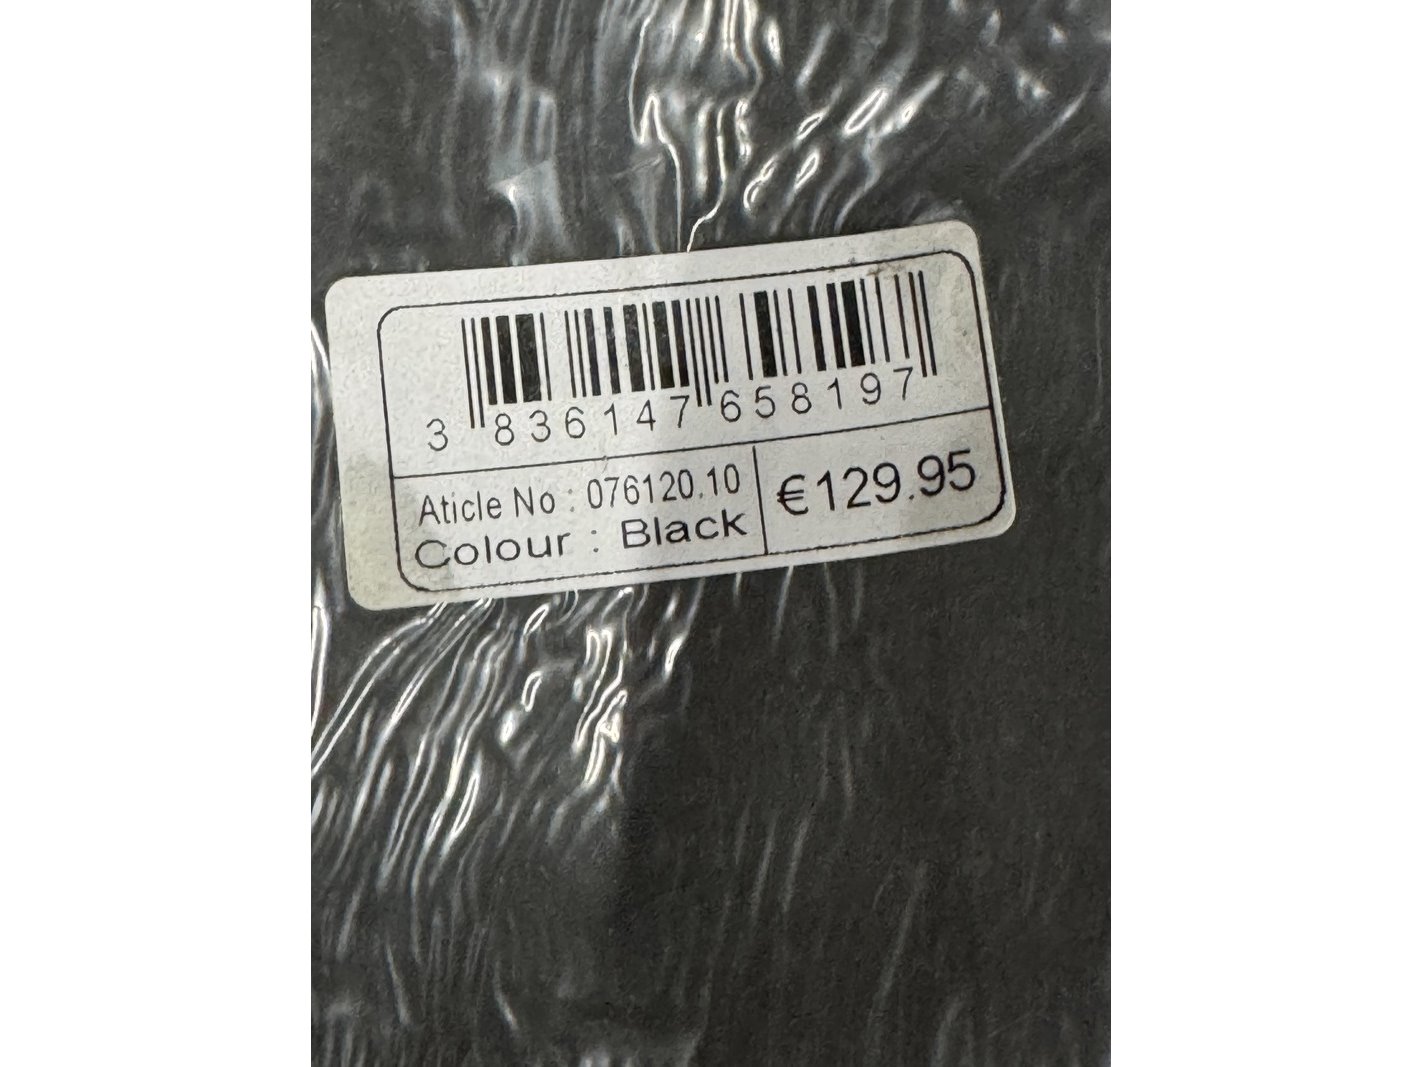 3 836147 658197
Aticle No : 076120.10
Colour : Black
€129.95